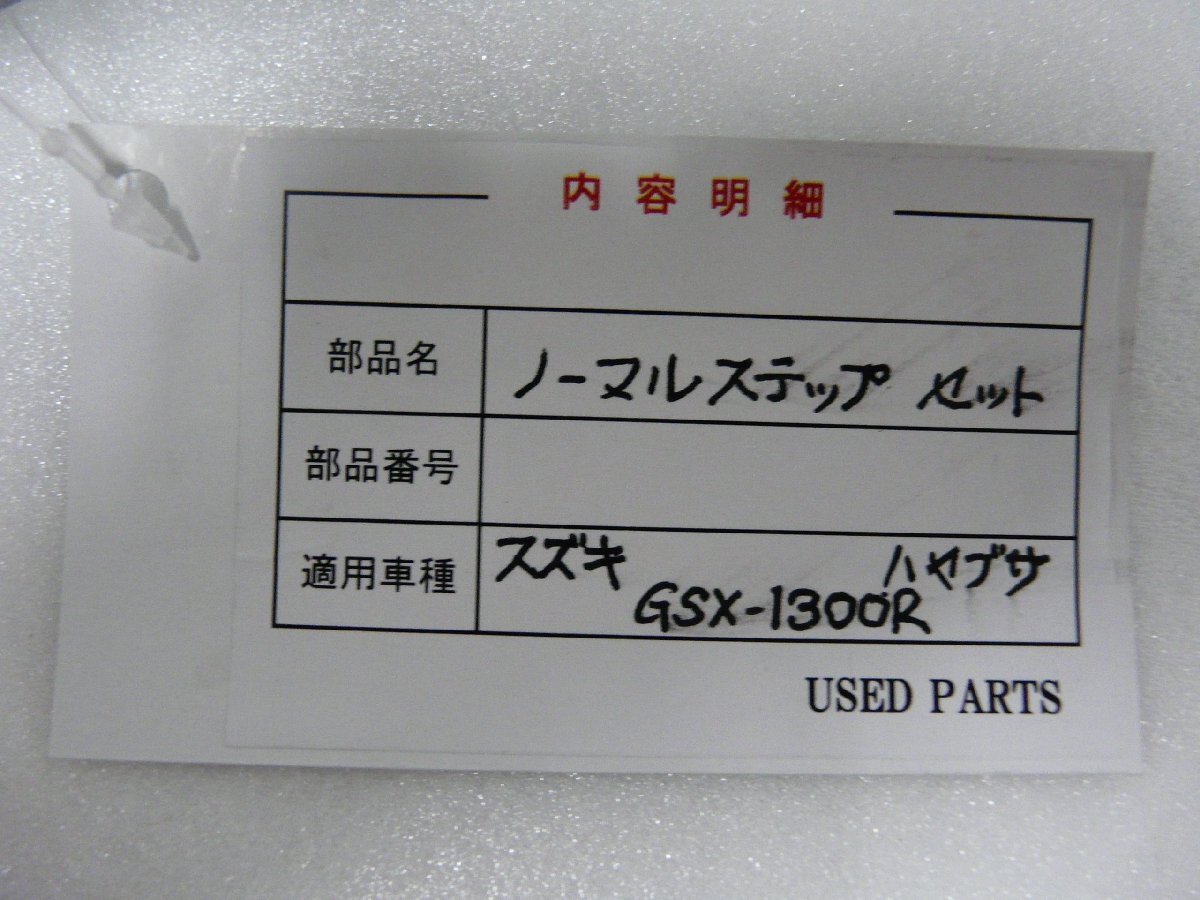 内容明細
部品名 ノーマルステップ セット
部品番号
適用車種 スズキ ハヤブサ
GSX-1300R
USED PARTS